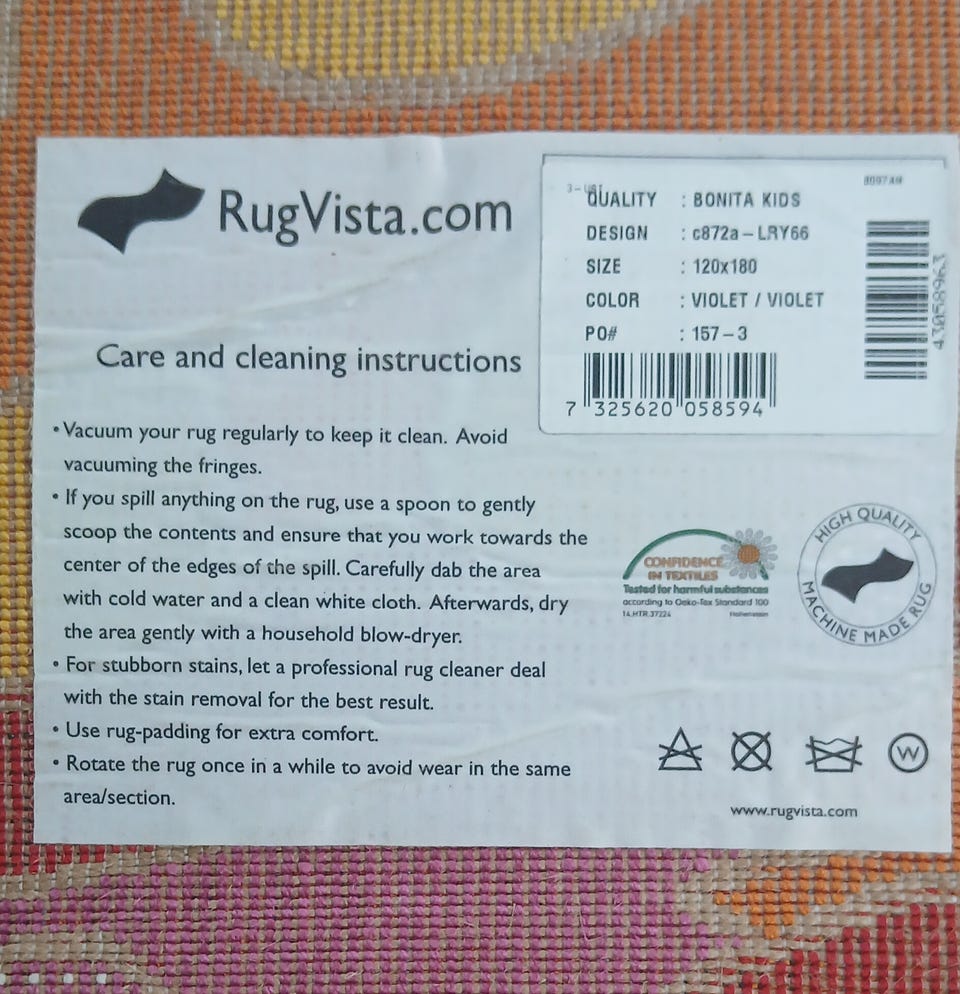 RugVista.com
Care and cleaning instructions
• Vacuum your rug regularly to keep it clean. Avoid
vacuuming the fringes.
• If you spill anything on the rug, use a spoon to gently
scoop the contents and ensure that you work towards the
center of the edges of the spill. Carefully dab the area
with cold water and a clean white cloth. Afterwards, dry
the area gently with a household blow-dryer.
• For stubborn stains, let a professional rug cleaner deal
with the stain removal for the best result.
• Use rug-padding for extra comfort.
• Rotate the rug once in a while to avoid wear in the same
area/section.
QUALITY : BONITA KIDS
DESIGN : c872a-LRY66
SIZE : 120x180
COLOR : VIOLET / VIOLET
PO# : 157-3
7 325620 058594
43058963
CONFIDENCE
IN TEXTILES
Tested for harmful substances
according to Oeko-Tex Standard 100
14.HTR.37224 Hohenstein
HIGH QUALITY
MACHINE MADE RUG
W
www.rugvista.com